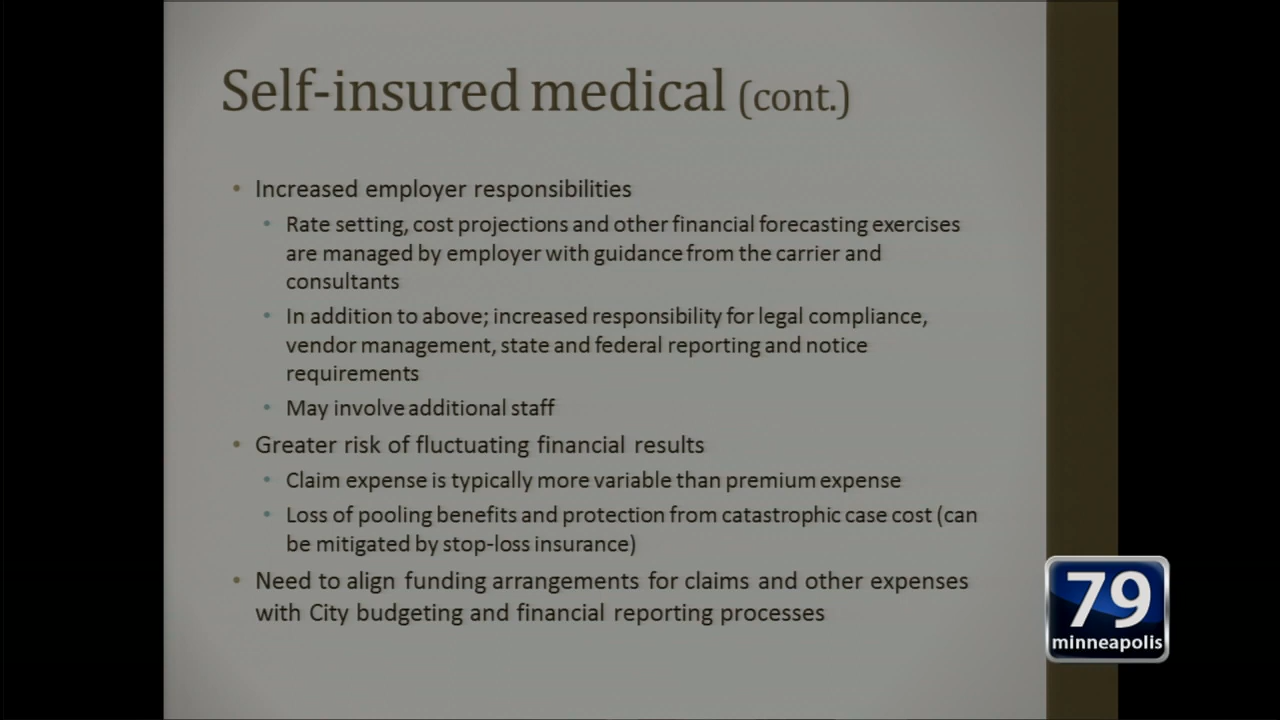 Self-insured medical (cont.)
• Increased employer responsibilities
• Rate setting, cost projections and other financial forecasting exercises
are managed by employer with guidance from the carrier and
consultants
• In addition to above; increased responsibility for legal compliance,
vendor management, state and federal reporting and notice
requirements
• May involve additional staff
• Greater risk of fluctuating financial results
• Claim expense is typically more variable than premium expense
• Loss of pooling benefits and protection from catastrophic case cost (can
be mitigated by stop-loss insurance)
• Need to align funding arrangements for claims and other expenses
with City budgeting and financial reporting processes
79
minneapolis